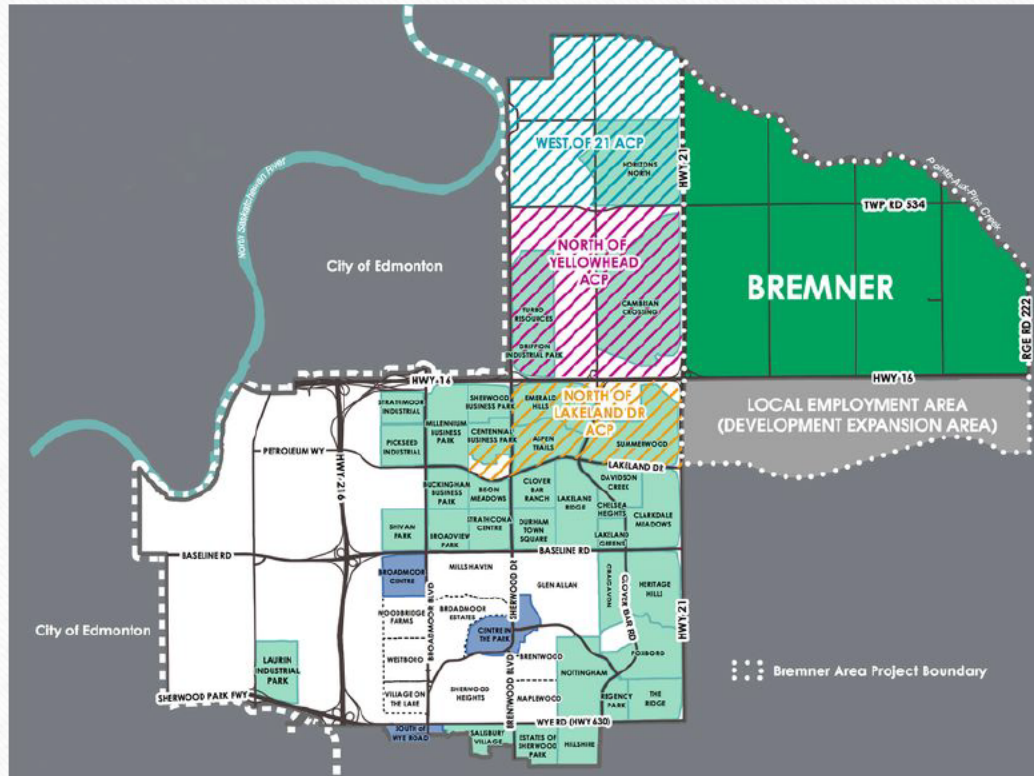 WEST OF 21 ACP
HORIZONS
NORTH
HWY-21
North Saskatchewan River
Pointe-Aux-Pins Creek
TWP RD 534
City of Edmonton
NORTH OF
YELLOWHEAD
ACP
BREMNER
CAMBRIAN
CROSSING
TURBO
RESOURCES
GRIFFON
INDUSTRIAL PARK
RGE RD 222
HWY-16
HWY-15
STRATHMOOR
INDUSTRIAL
SHERWOOD
BUSINESS PARK
EMERALD
HILLS
NORTH OF
LAKELAND DR
ACP
LOCAL EMPLOYMENT AREA
(DEVELOPMENT EXPANSION AREA)
MILLENNIUM
BUSINESS
PARK
CENTENNIAL
BUSINESS PARK
ASPEN
TRAILS
SUMMERWOOD
PICKSEED
INDUSTRIAL
PETROLEUM WY
HWY-216
LAKELAND DR
BUCKINGHAM
BUSINESS
PARK
BISON
MEADOWS
CLOVER
BAR
RANCH
LAKELAND
RIDGE
DAVIDSON
CREEK
CHELSEA
HEIGHTS
CLARKDALE
MEADOWS
SHIVAM
PARK
BROADVIEW
PARK
STRATHCONA
CENTRE
DURHAM
TOWN
SQUARE
LAKELAND
GREENS
BASELINE RD
BASELINE RD
BROADMOOR
CENTRE
MILLSHAVEN
SHERWOOD DR
GLEN ALLAN
CRAIGAVON
HERITAGE
HILLS
CLOVER BAR RD
HWY-21
WOODBRIDGE
FARMS
BROADMOOR BLVD
BROADMOOR
ESTATES
CENTRE IN
THE PARK
City of Edmonton
WESTBORO
BRENTWOOD
FOXBORO
LAURIN
INDUSTRIAL
PARK
NOTTINGHAM
Bremner Area Project Boundary
SHERWOOD PARK FWY
VILLAGE ON
THE LAKE
SHERWOOD
HEIGHTS
BRENTWOOD BLVD
MAPLEWOOD
REGENCY
PARK
THE
RIDGE
WYE RD (HWY 630)
SOUTH OF
WYE ROAD
SALISBURY
VILLAGE
ESTATES OF
SHERWOOD
PARK
HILLSHIRE